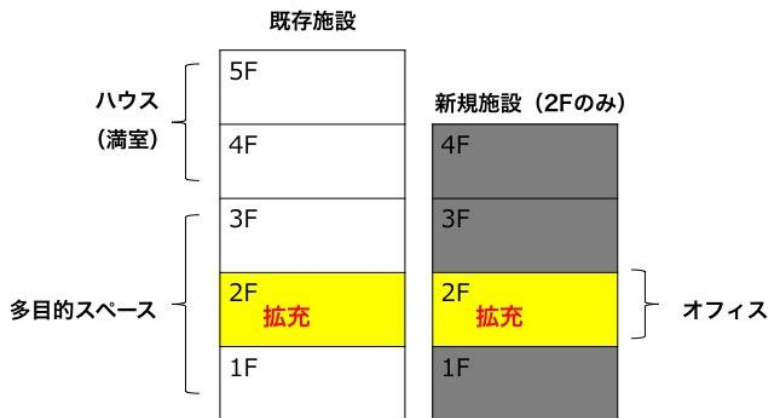 既存施設
5F
ハウス
（満室）
新規施設（2Fのみ）
4F
4F
3F
3F
多目的スペース
2F
拡充
2F
拡充
オフィス
1F
1F